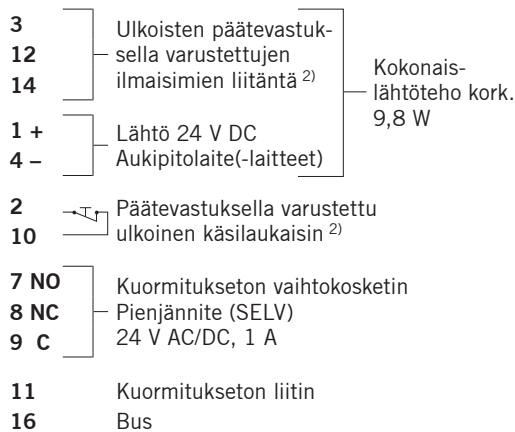 3
12
14
Ulkoisten päätevastuk-
sella varustettujen
ilmaisimien liitäntä 2)
Kokonais-
lähtöteho kork.
9,8 W
1 +
4 –
Lähtö 24 V DC
Aukipitolaite(-laitteet)
2
10
Päätevastuksella varustettu
ulkoinen käsilaukaisin 2)
7 NO
8 NC
9 C
Kuormitukseton vaihtokosketin
Pienjännite (SELV)
24 V AC/DC, 1 A
11 Kuormitukseton liitin
16 Bus